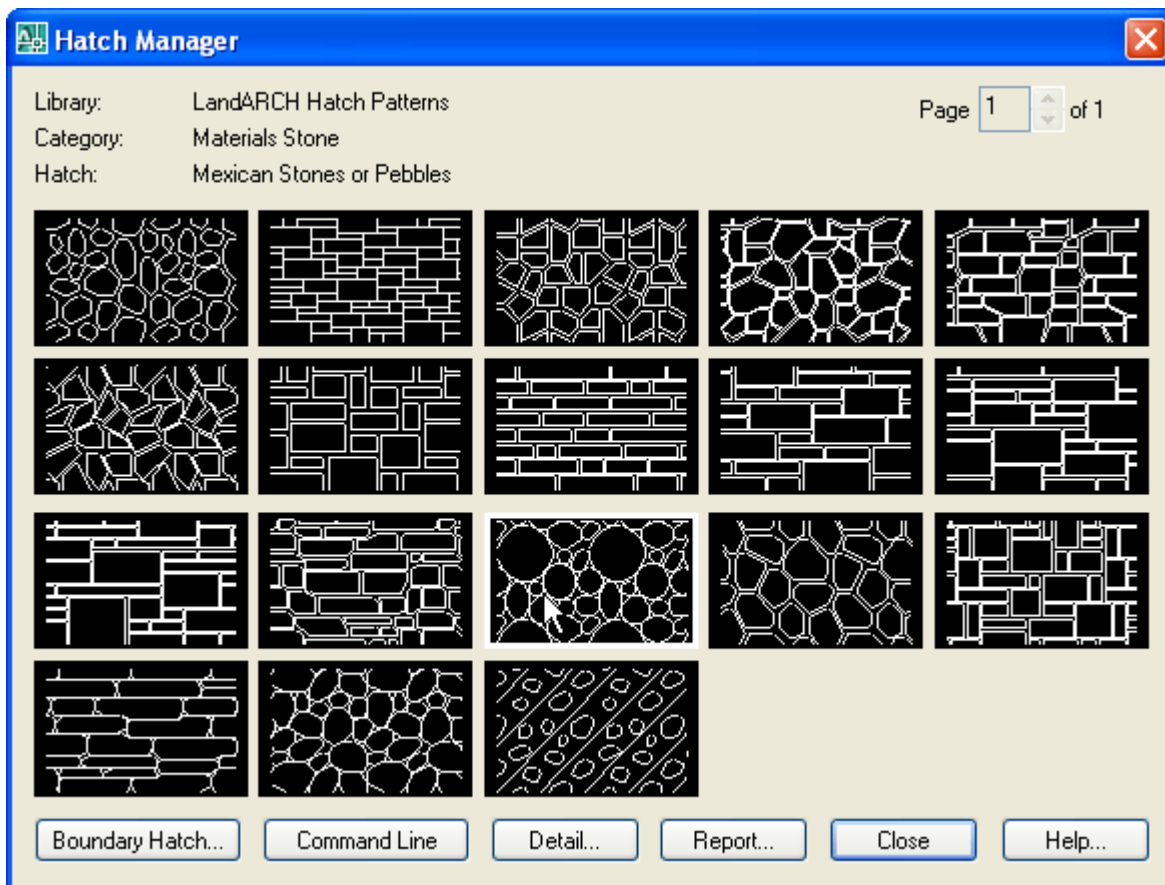 Hatch Manager
Library: LandARCH Hatch Patterns
Page 1 of 1
Category: Materials Stone
Hatch: Mexican Stones or Pebbles
Boundary Hatch... Command Line Detail... Report... Close Help...